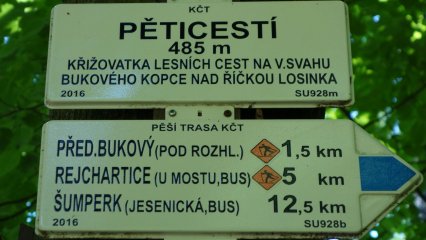 KČT
PĚTICESTÍ
485 m
KŘIŽOVATKA LESNÍCH CEST NA V.SVAHU
BUKOVÉHO KOPCE NAD ŘÍČKOU LOSINKA
2016 SU928m
PĚŠÍ TRASA KČT
PŘED.BUKOVÝ(POD ROZHL.) 1,5 km
REJCHARTICE (U MOSTU,BUS) 5 km
ŠUMPERK (JESENICKÁ,BUS) 12,5 km
2016 SU928b